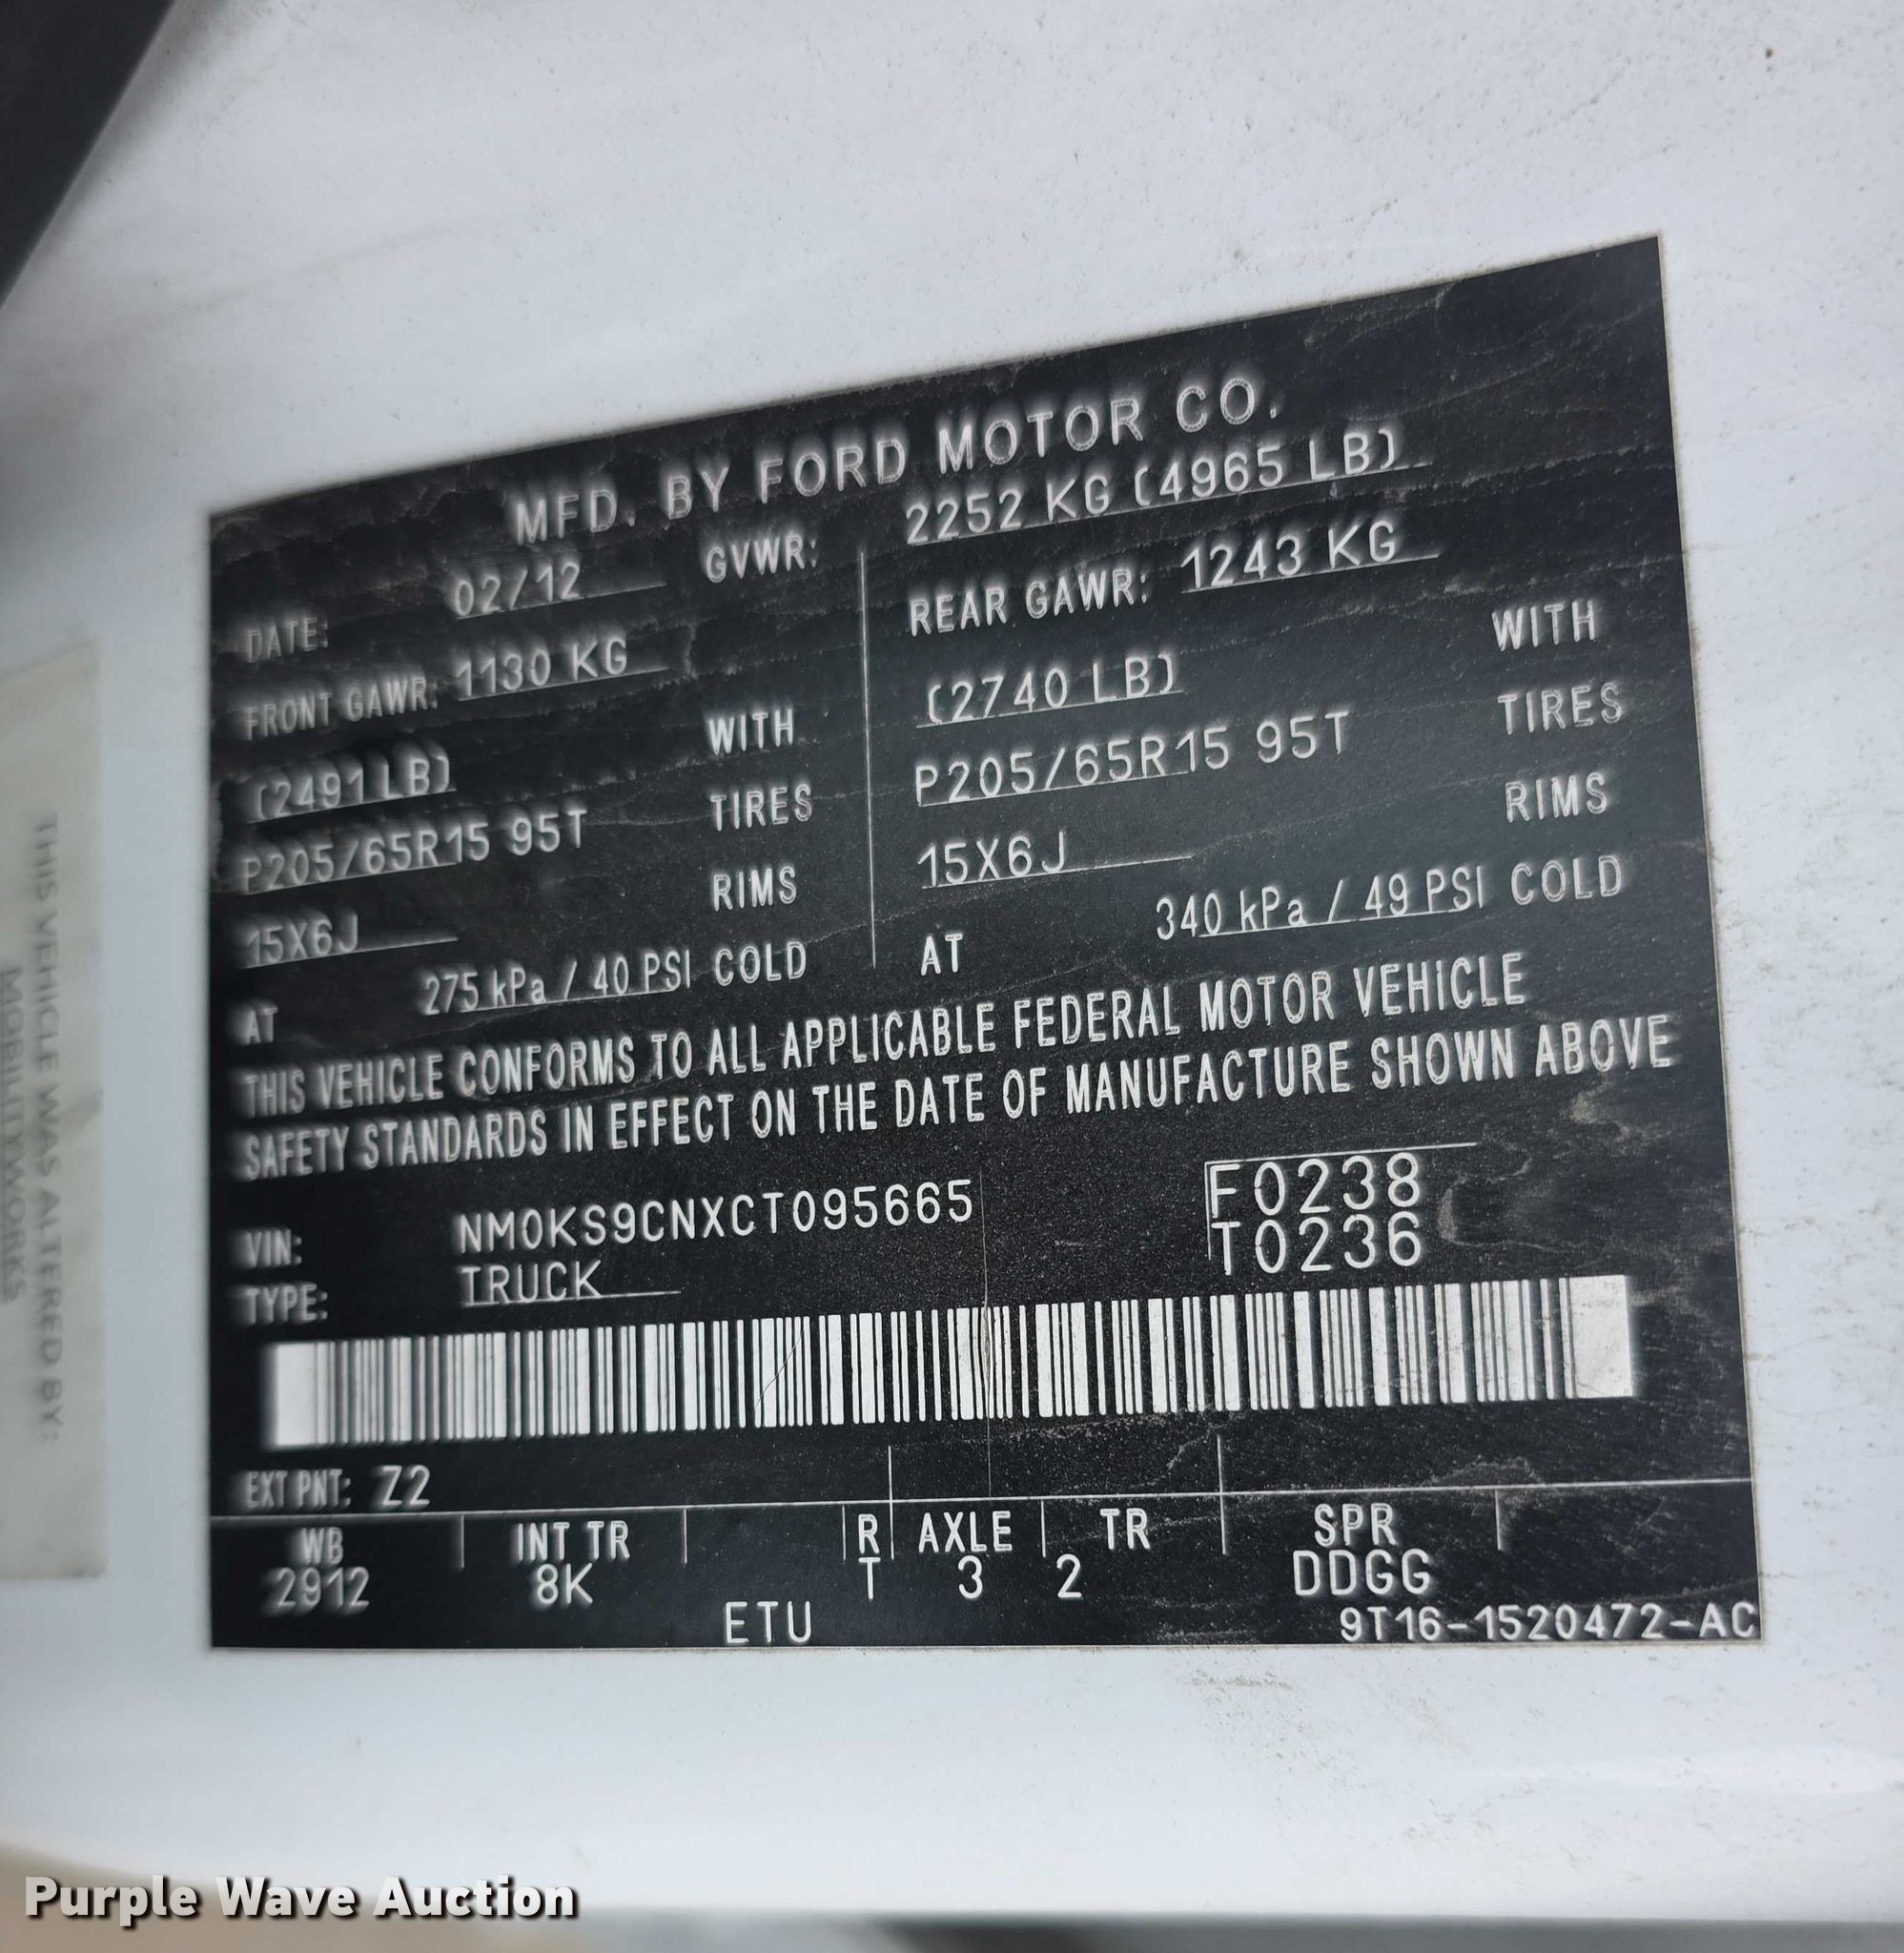 MFD. BY FORD MOTOR CO.
DATE: 02/12 GVWR: 2252 KG (4965 LB)
FRONT GAWR: 1130 KG REAR GAWR: 1243 KG
(2491 LB) WITH (2740 LB) WITH
P205/65R15 95T TIRES P205/65R15 95T TIRES
15X6J RIMS 15X6J RIMS
AT 275 kPa / 40 PSI COLD AT 340 kPa / 49 PSI COLD
THIS VEHICLE CONFORMS TO ALL APPLICABLE FEDERAL MOTOR VEHICLE
SAFETY STANDARDS IN EFFECT ON THE DATE OF MANUFACTURE SHOWN ABOVE
VIN: NM0KS9CNXCT095665 F0238
TYPE: TRUCK T0236
EXT PNT: Z2
WB INT TR R AXLE TR SPR
2912 8K T 3 2 DDGG
ETU 9T16-1520472-AC
THIS VEHICLE WAS ALTERED BY:
MOBILITYWORKS
Purple Wave Auction